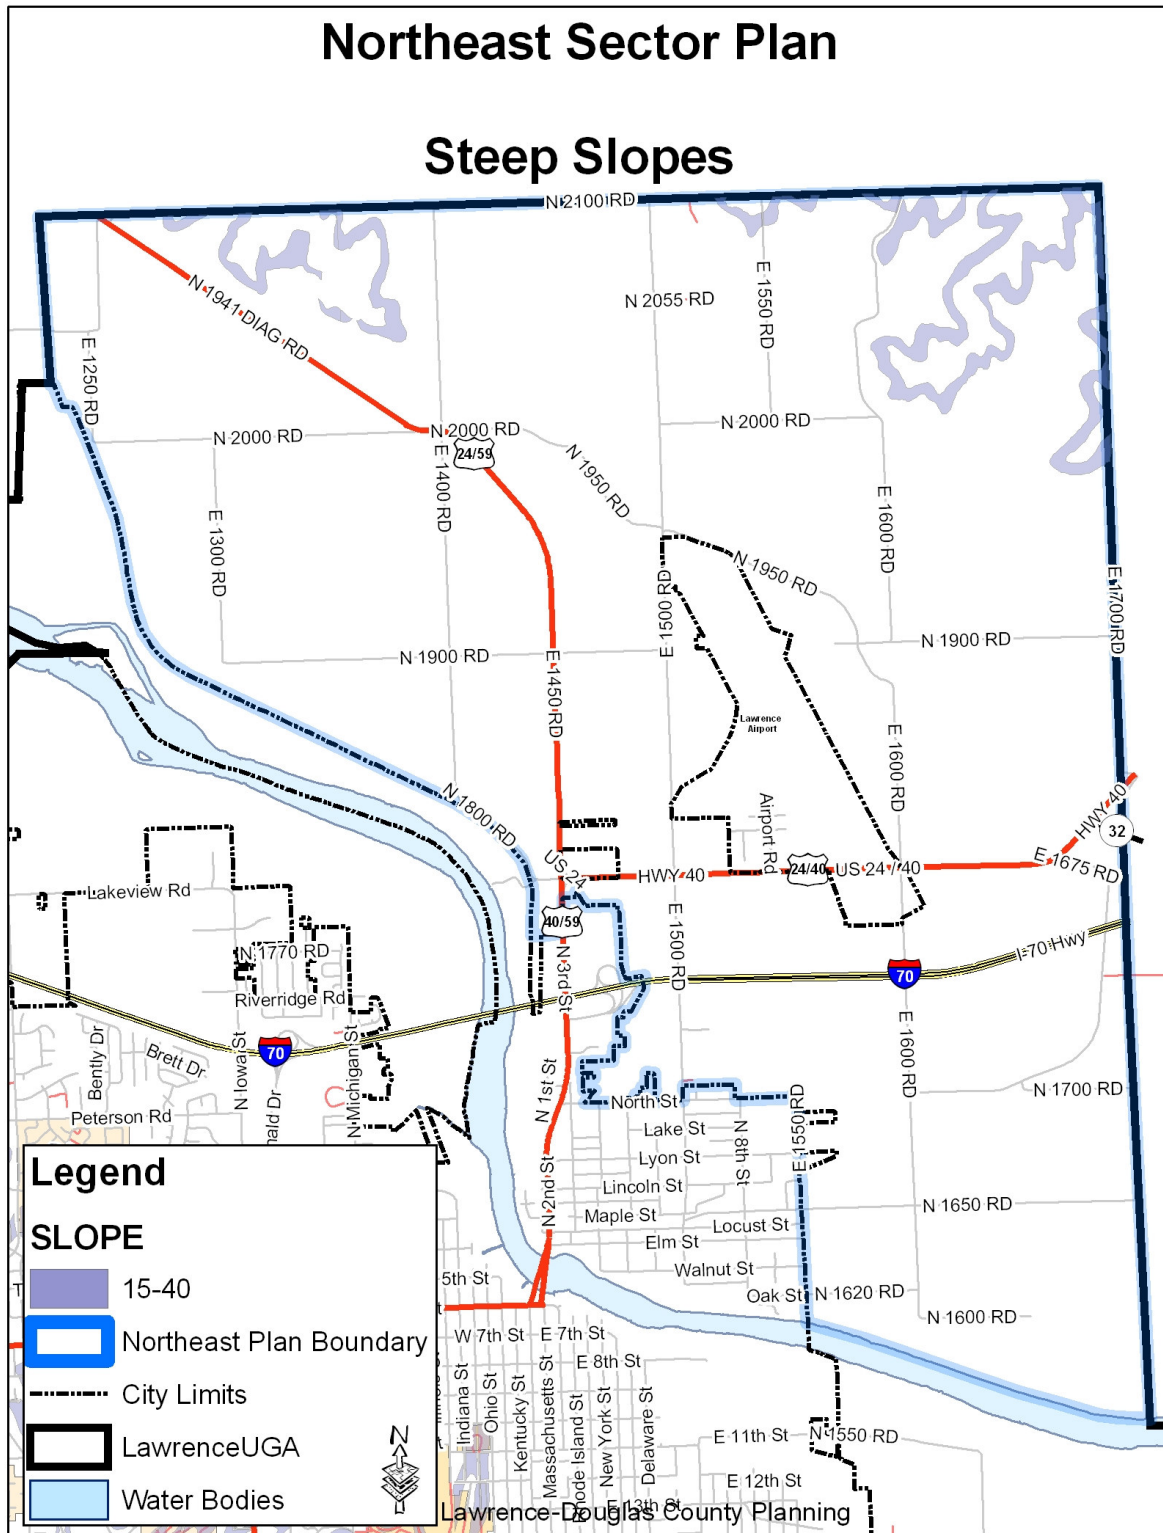 Northeast Sector Plan
Steep Slopes
N 2100 RD
N 1941 DIAG RD
E 1250 RD
N 2055 RD
E 1550 RD
N 2000 RD
N 2000 RD
N 2000 RD
24/59
E 1400 RD
N 1950 RD
E 1300 RD
E 1600 RD
N 1950 RD
E 1500 RD
E 1700 RD
N 1900 RD
N 1900 RD
E 1450 RD
Lawrence
Airport
E 1600 RD
N 1800 RD
Airport Rd
HWY 40
32
US 24
HWY 40
24/40
US 24 / 40
E 1675 RD
Lakeview Rd
40/59
E 1500 RD
N 1770 RD
N 3rd St
I-70 Hwy
70
Riverridge Rd
70
Bently Dr
Brett Dr
N Iowa St
N Michigan St
E 1600 RD
N 1st St
North St
N 1700 RD
Peterson Rd
nald Dr
Lake St
N 8th St
E 1550 RD
Lyon St
N 2nd St
Lincoln St
Maple St
Locust St
N 1650 RD
Elm St
Walnut St
5th St
Oak St
N 1620 RD
N 1600 RD
W 7th St
E 7th St
E 8th St
Indiana St
Ohio St
Kentucky St
Massachusetts St
New York St
Delaware St
E 11th St
N 1550 RD
E 12th St
E 13th St
Legend
SLOPE
15-40
Northeast Plan Boundary
City Limits
LawrenceUGA
Water Bodies
N
Lawrence-Douglas County Planning